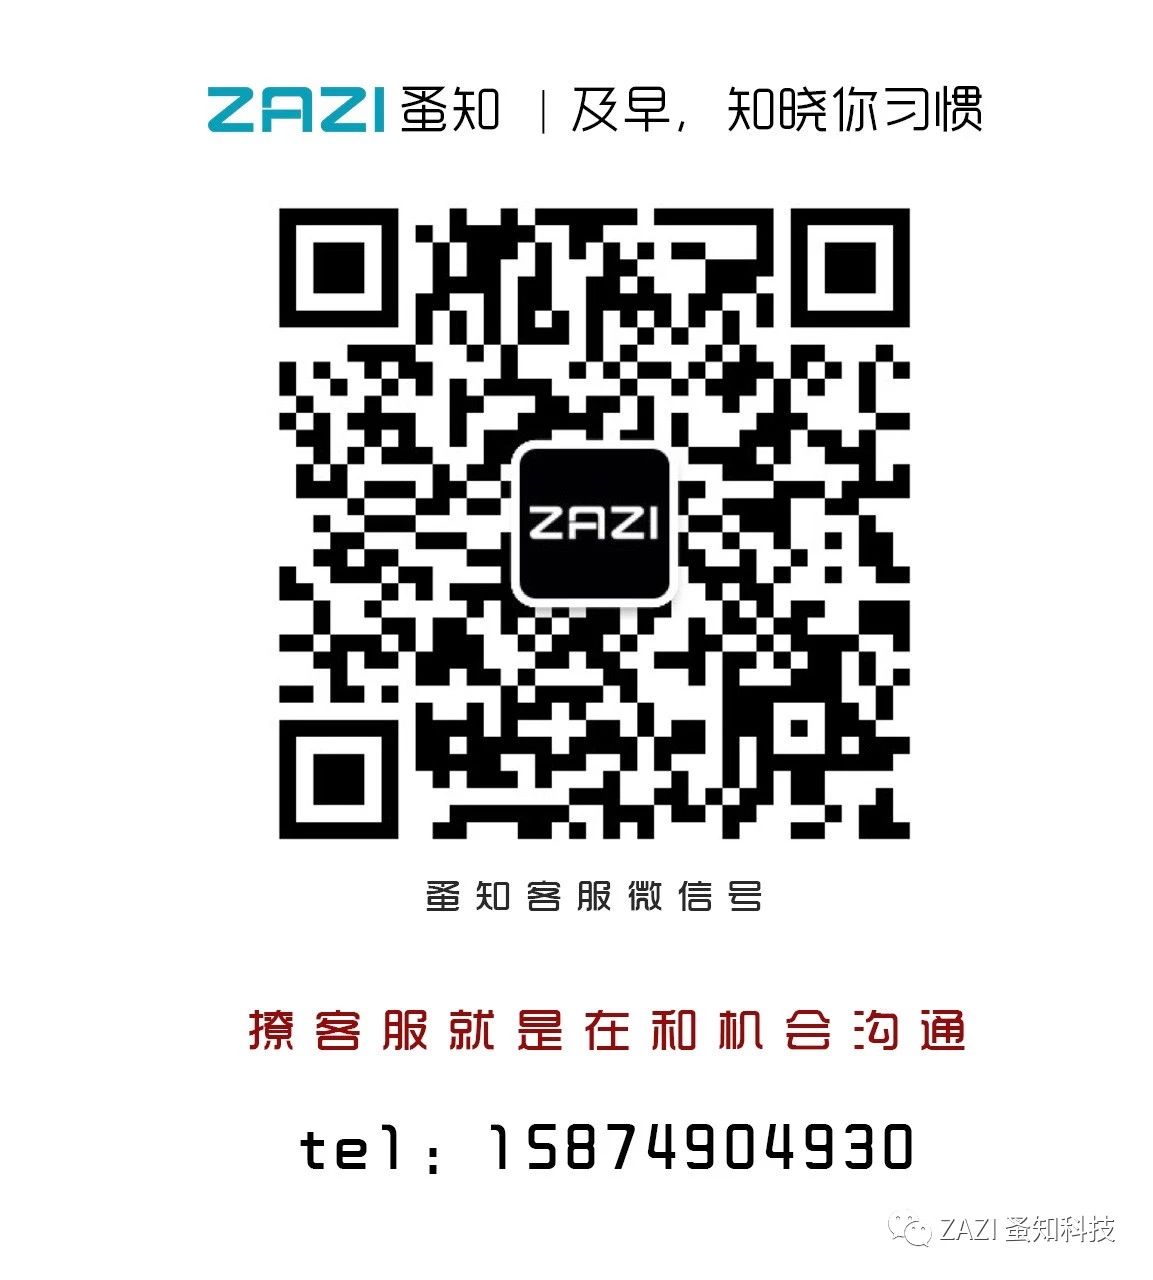 ZAZI 蚤知 | 及早，知晓你习惯
ZAZI
蚤知客服微信号
撩客服就是在和机会沟通
tel：15874904930
ZAZI 蚤知科技